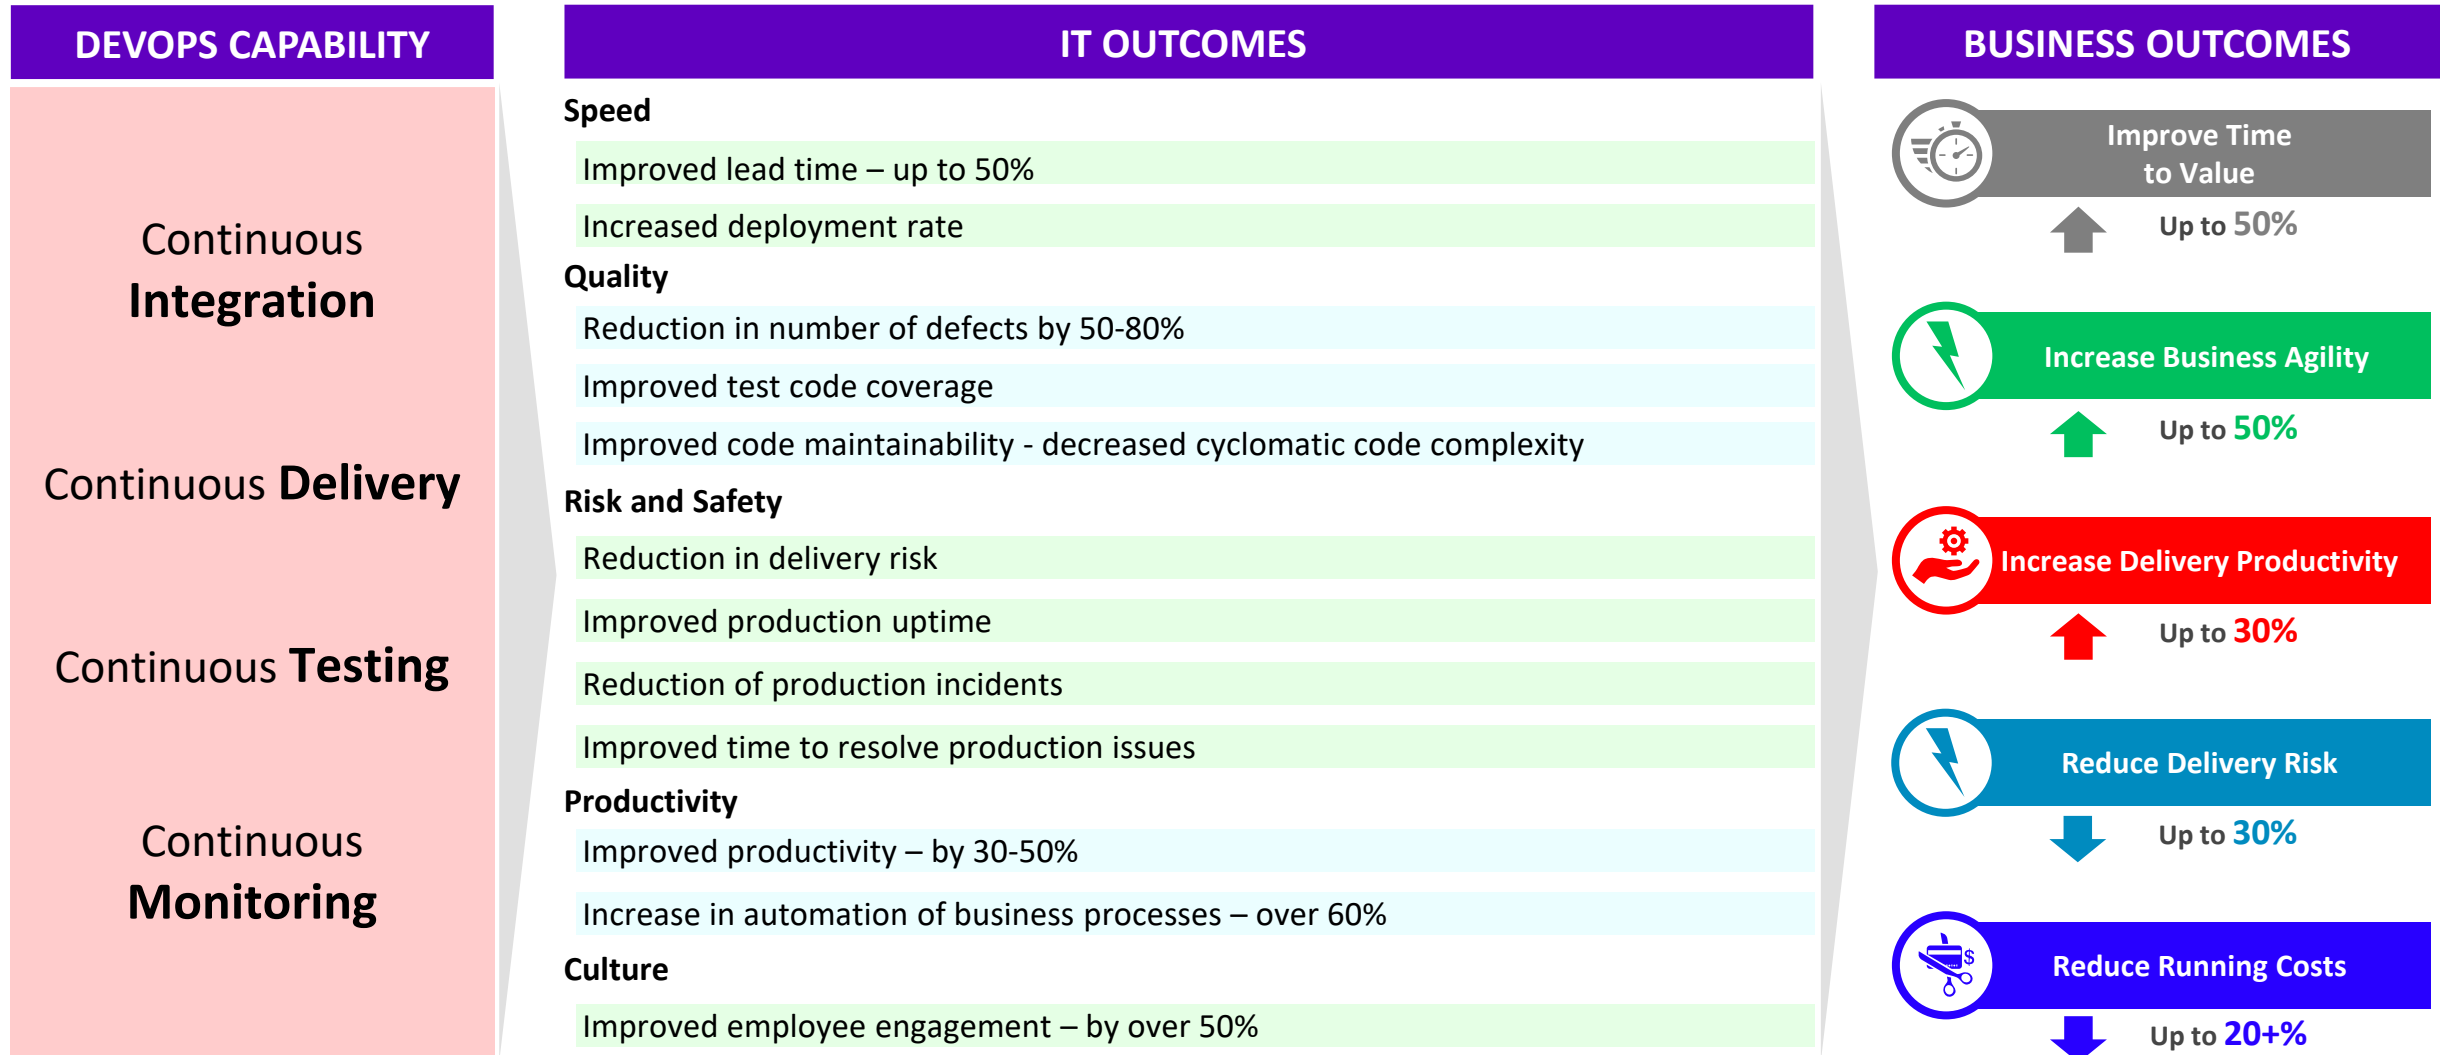 DEVOPS CAPABILITY
Continuous
Integration
Continuous Delivery
Continuous Testing
Continuous
Monitoring
IT OUTCOMES
Speed
Improved lead time – up to 50%
Increased deployment rate
Quality
Reduction in number of defects by 50-80%
Improved test code coverage
Improved code maintainability - decreased cyclomatic code complexity
Risk and Safety
Reduction in delivery risk
Improved production uptime
Reduction of production incidents
Improved time to resolve production issues
Productivity
Improved productivity – by 30-50%
Increase in automation of business processes – over 60%
Culture
Improved employee engagement – by over 50%
BUSINESS OUTCOMES
Improve Time
to Value
Up to 50%
Increase Business Agility
Up to 50%
Increase Delivery Productivity
Up to 30%
Reduce Delivery Risk
Up to 30%
$
Reduce Running Costs
Up to 20+%